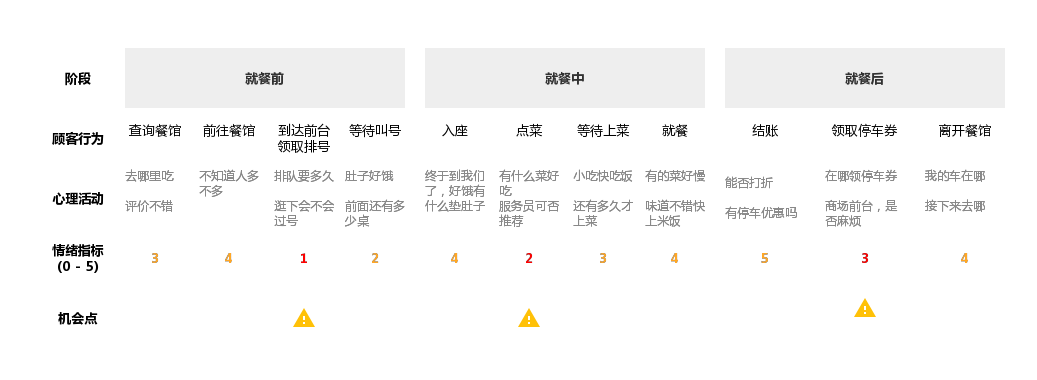 阶段
就餐前
就餐中
就餐后
顾客行为
查询餐馆
前往餐馆
到达前台
领取排号
等待叫号
入座
点菜
等待上菜
就餐
结账
领取停车券
离开餐馆
心理活动
去哪里吃
评价不错
不知道人多
不多
排队要多久
逛下会不会
过号
肚子好饿
前面还有多
少桌
终于到我们
了，好饿有
什么垫肚子
有什么菜好
吃
服务员可否
推荐
小吃快吃饭
还有多久才
上菜
有的菜好慢
味道不错快
上米饭
能否打折
有停车优惠吗
在哪领停车券
商场前台，是
否麻烦
我的车在哪
接下来去哪
情绪指标
(0 - 5)
3
4
1
2
4
2
3
4
5
3
4
机会点